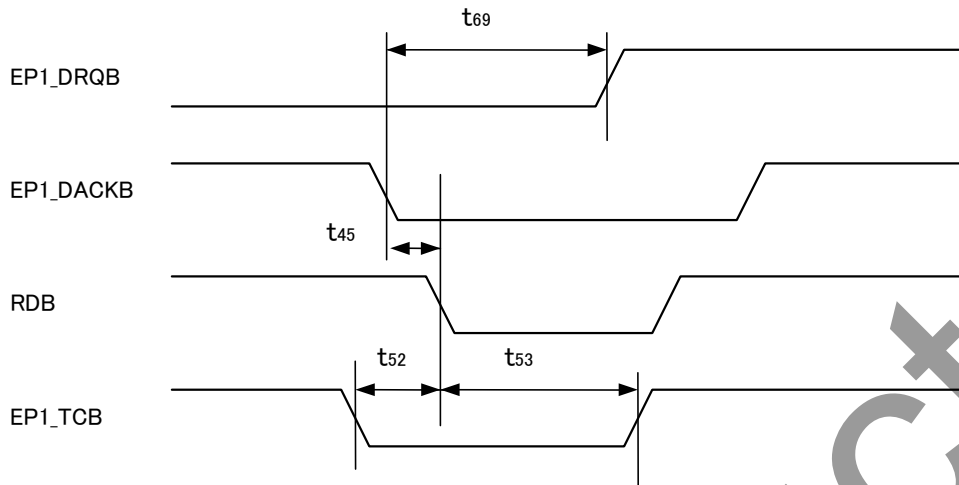 t69
EP1_DRQB
EP1_DACKB
t45
RDB
t52 t53
EP1_TCB